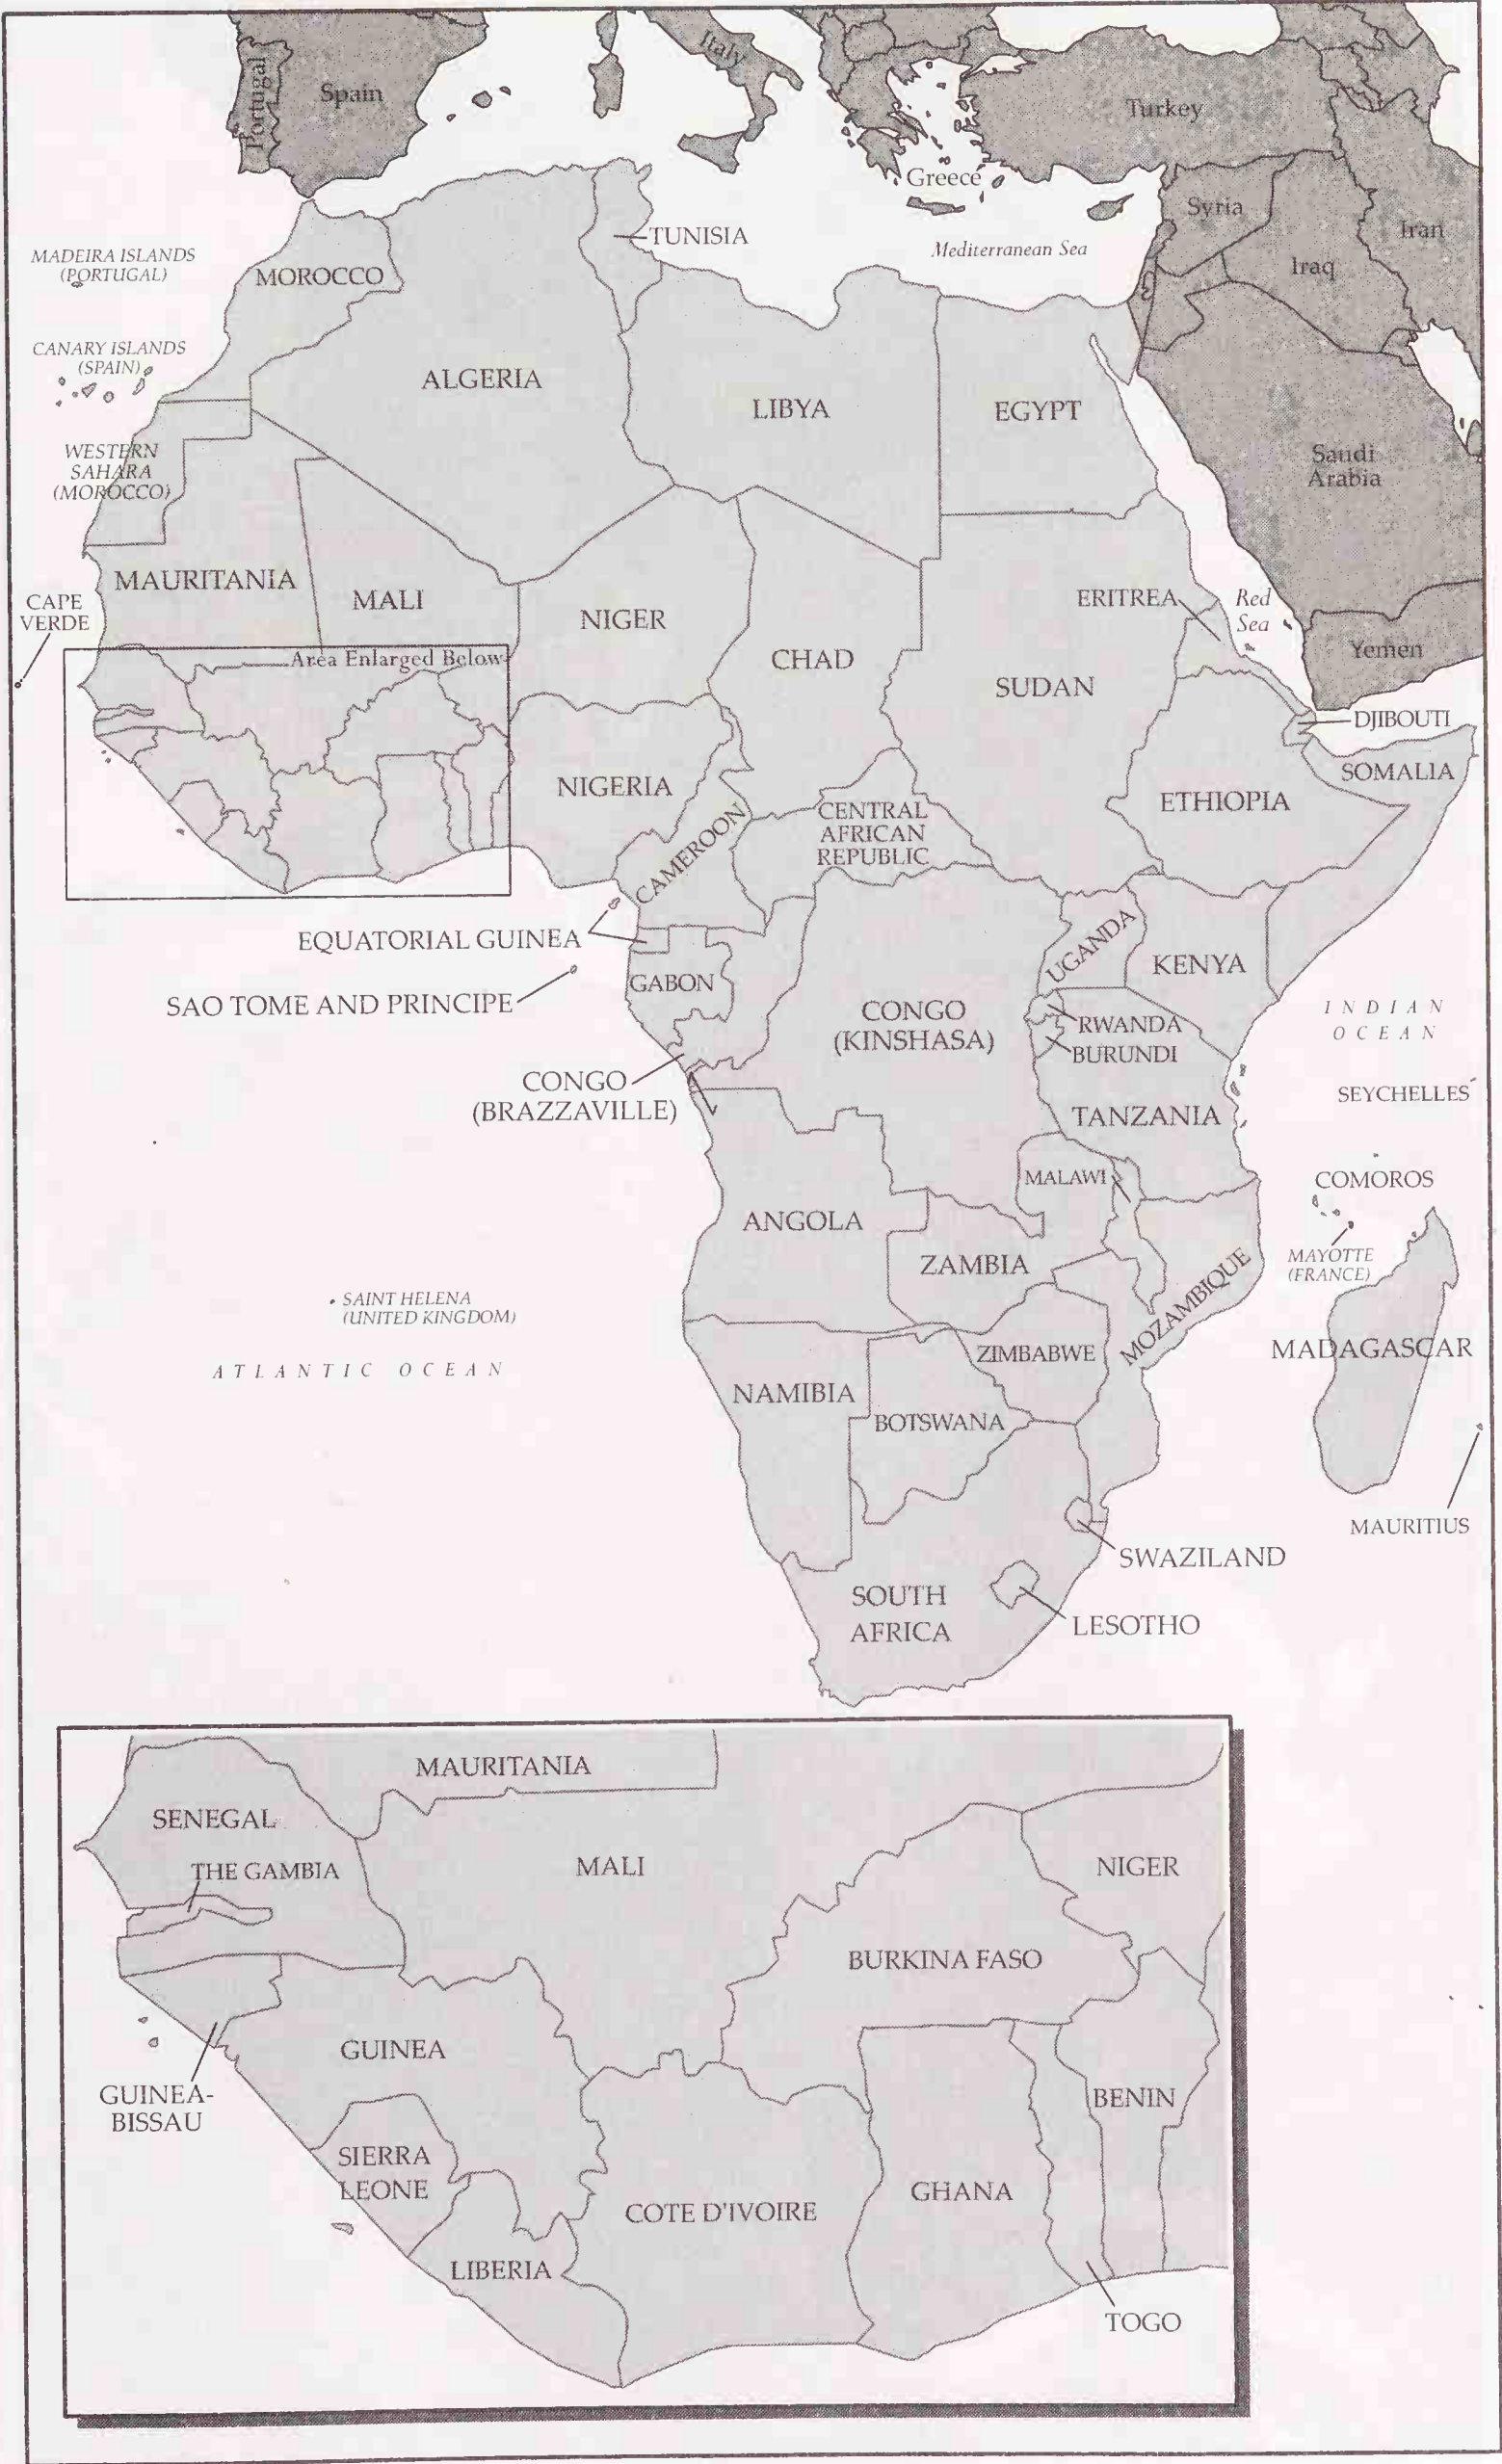 Portugal
Spain
Italy
Greece
Turkey
Syria
Iraq
Iran
Mediterranean Sea
MADEIRA ISLANDS
(PORTUGAL)
CANARY ISLANDS
(SPAIN)
MOROCCO
TUNISIA
ALGERIA
LIBYA
EGYPT
Saudi
Arabia
WESTERN
SAHARA
(MOROCCO)
MAURITANIA
MALI
NIGER
CHAD
SUDAN
ERITREA
Red
Sea
Yemen
CAPE
VERDE
Area Enlarged Below
DJIBOUTI
SOMALIA
ETHIOPIA
NIGERIA
CAMEROON
CENTRAL
AFRICAN
REPUBLIC
EQUATORIAL GUINEA
SAO TOME AND PRINCIPE
GABON
CONGO
(BRAZZAVILLE)
CONGO
(KINSHASA)
UGANDA
KENYA
RWANDA
BURUNDI
TANZANIA
INDIAN
OCEAN
SEYCHELLES
COMOROS
MAYOTTE
(FRANCE)
MALAWI
ANGOLA
ZAMBIA
MOZAMBIQUE
SAINT HELENA
(UNITED KINGDOM)
ATLANTIC OCEAN
ZIMBABWE
MADAGASCAR
NAMIBIA
BOTSWANA
MAURITIUS
SWAZILAND
LESOTHO
SOUTH
AFRICA
MAURITANIA
SENEGAL
THE GAMBIA
MALI
NIGER
BURKINA FASO
GUINEA
GUINEA-
BISSAU
BENIN
SIERRA
LEONE
GHANA
COTE D'IVOIRE
LIBERIA
TOGO